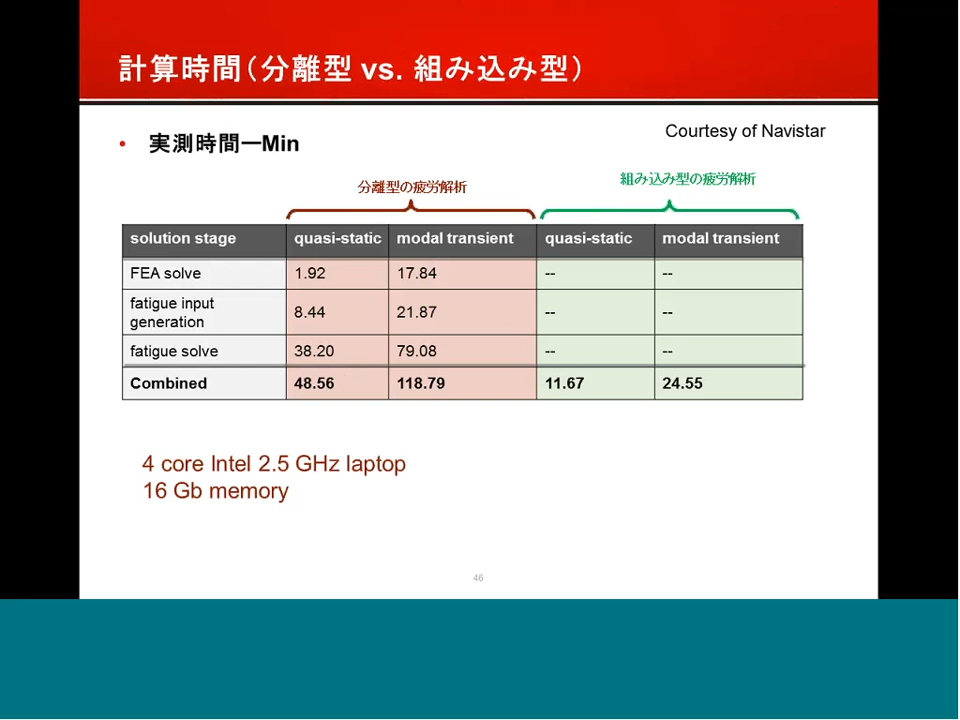 計算時間（分離型 vs. 組み込み型）
• 実測時間ーMin
Courtesy of Navistar
分離型の疲労解析
組み込み型の疲労解析
solution stage quasi-static modal transient quasi-static modal transient
FEA solve 1.92 17.84 -- --
fatigue input
generation 8.44 21.87 -- --
fatigue solve 38.20 79.08 -- --
Combined 48.56 118.79 11.67 24.55
4 core Intel 2.5 GHz laptop
16 Gb memory
46